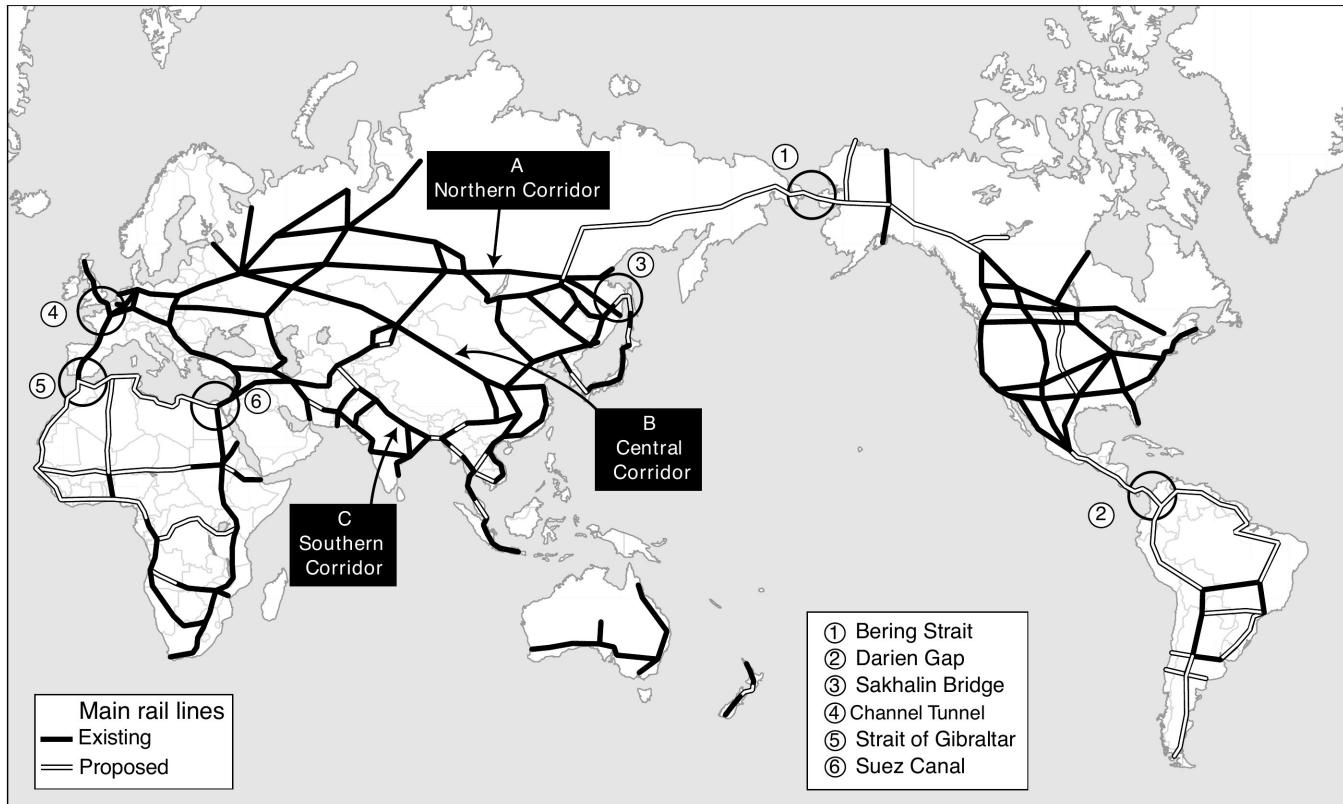 1
A
Northern Corridor
3
4
5
6
B
Central
Corridor
2
C
Southern
Corridor
Main rail lines
Existing
Proposed
1 Bering Strait
2 Darien Gap
3 Sakhalin Bridge
4 Channel Tunnel
5 Strait of Gibraltar
6 Suez Canal